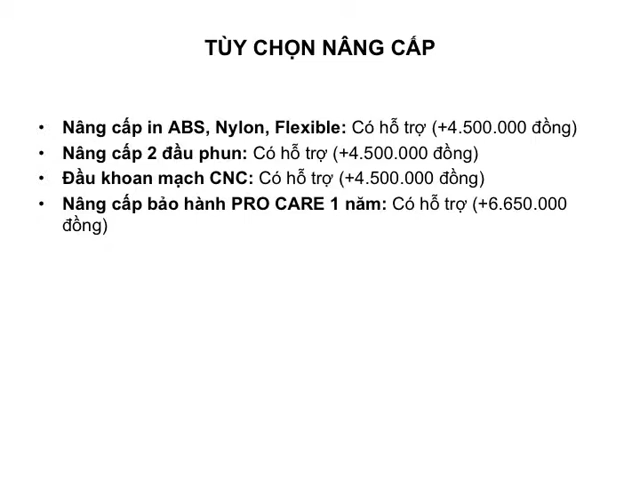 TÙY CHỌN NÂNG CẤP
• Nâng cấp in ABS, Nylon, Flexible: Có hỗ trợ (+4.500.000 đồng)
• Nâng cấp 2 đầu phun: Có hỗ trợ (+4.500.000 đồng)
• Đầu khoan mạch CNC: Có hỗ trợ (+4.500.000 đồng)
• Nâng cấp bảo hành PRO CARE 1 năm: Có hỗ trợ (+6.650.000
đồng)